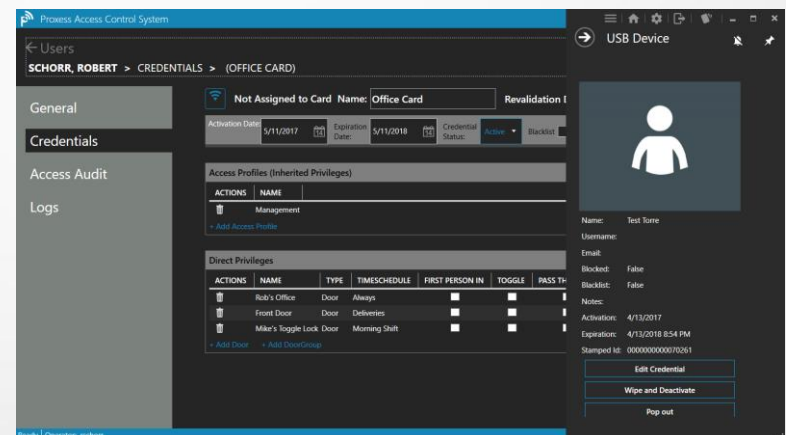 Proxess Access Control System
Users
SCHORR, ROBERT > CREDENTIALS > (OFFICE CARD)
General
Credentials
Access Audit
Logs
Not Assigned to Card Name: Office Card Revalidation
Activation Date: 5/11/2017 14 Expiration Date: 5/11/2018 14 Credential Status: Active Blacklist
Access Profiles (Inherited Privileges)
ACTIONS NAME
Management
+ Add Access Profile
Direct Privileges
ACTIONS NAME TYPE TIMESCHEDULE FIRST PERSON IN TOGGLE PASS TH
Rob's Office Door Always
Front Door Door Deliveries
Mike's Toggle Lock Door Morning Shift
+ Add Door + Add DoorGroup
USB Device
Name: Test Torre
Username:
Email:
Blocked: False
Blacklist: False
Notes:
Activation: 4/13/2017
Expiration: 4/13/2018 8:54 PM
Stamped Id: 0000000000070261
Edit Credential
Wipe and Deactivate
Pop out